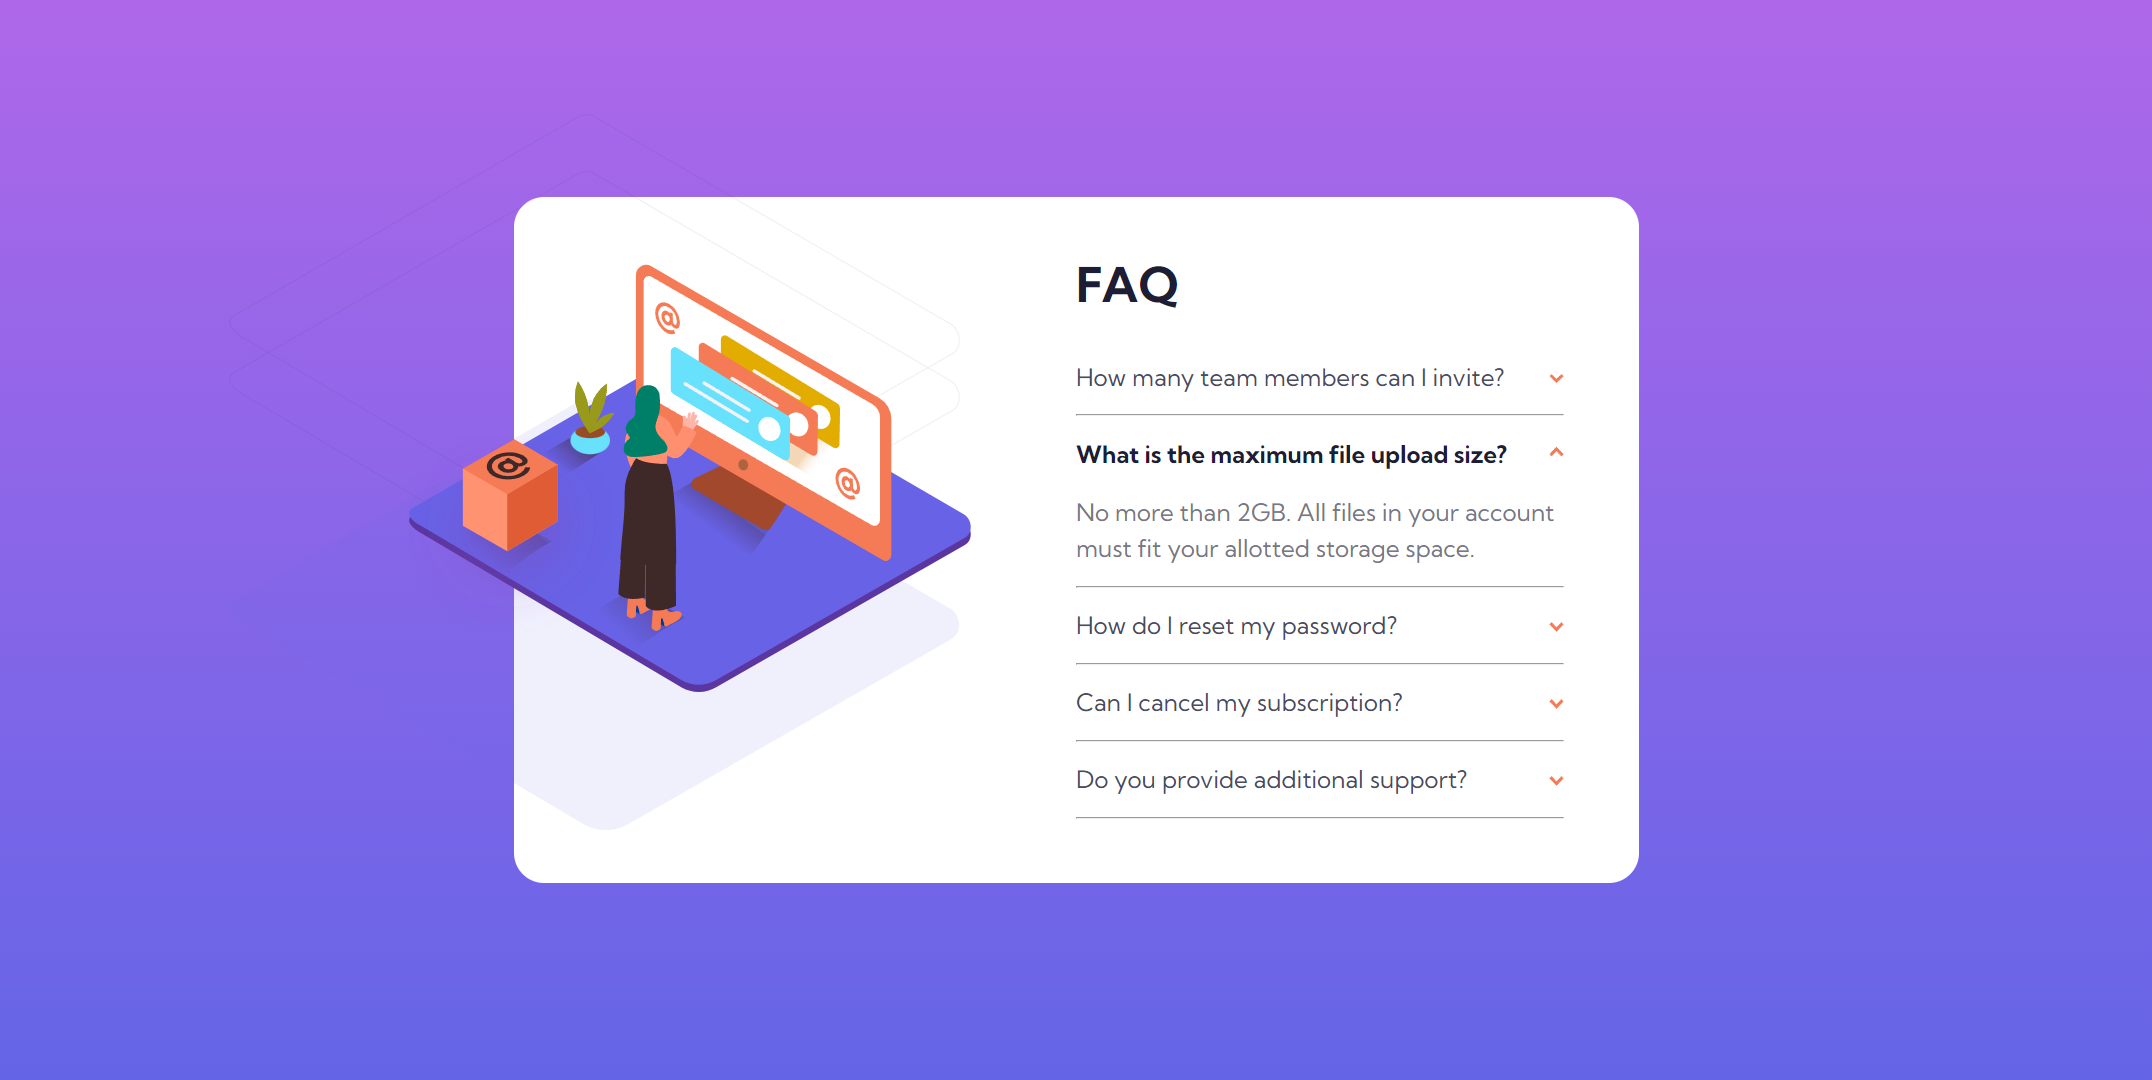 FAQ
How many team members can I invite?
What is the maximum file upload size?
No more than 2GB. All files in your account
must fit your allotted storage space.
How do I reset my password?
Can I cancel my subscription?
Do you provide additional support?
@
@
@